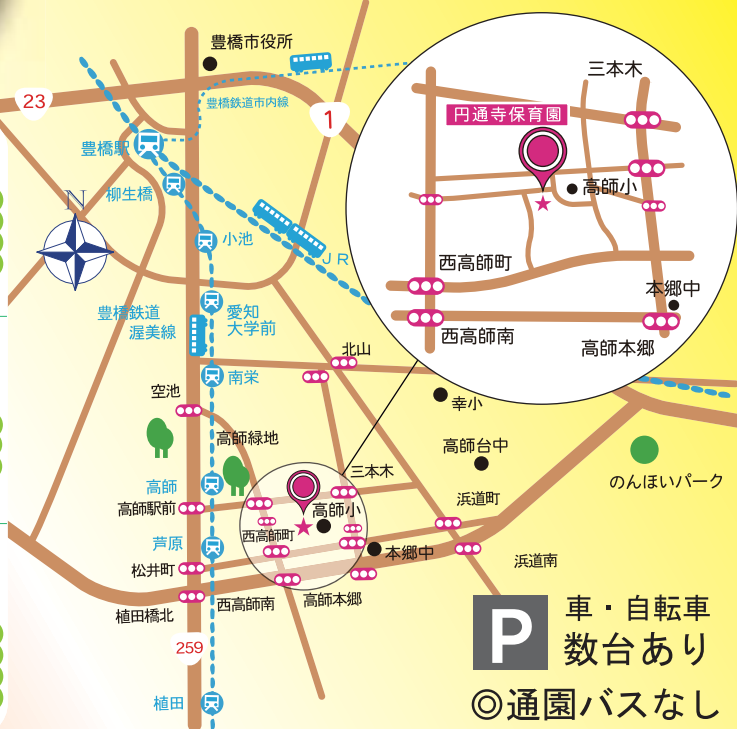 豊橋市役所
23
豊橋鉄道市内線
1
豊橋駅
柳生橋
N
小池
JR
豊橋鉄道
渥美線
愛知
大学前
北山
南栄
空池
幸小
高師緑地
高師台中
のんほいパーク
高師
三本木
高師駅前
高師小
浜道町
西高師町
芦原
本郷中
松井町
浜道南
植田橋北
西高師南
高師本郷
259
植田
三本木
円通寺保育園
高師小
西高師町
本郷中
西高師南
高師本郷
P
車・自転車
数台あり
◎通園バスなし